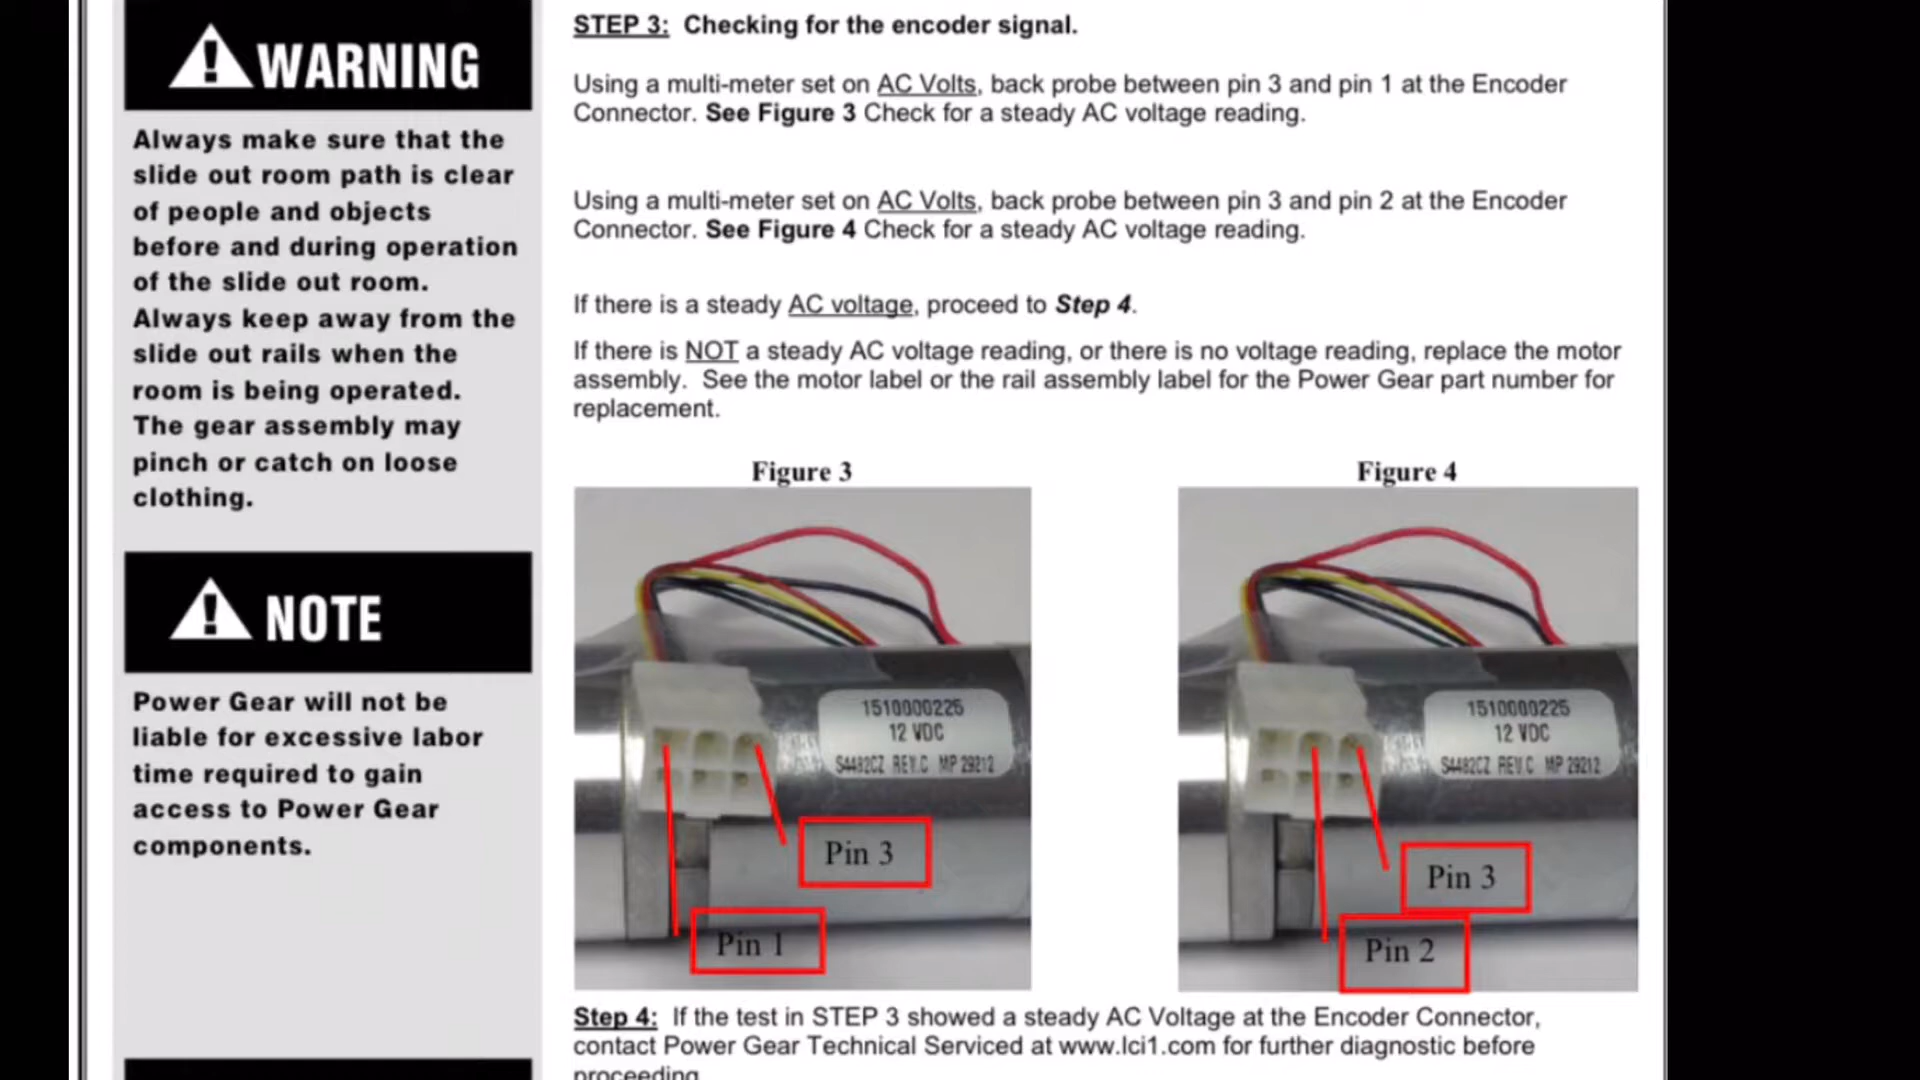 WARNING
Always make sure that the
slide out room path is clear
of people and objects
before and during operation
of the slide out room.
Always keep away from the
slide out rails when the
room is being operated.
The gear assembly may
pinch or catch on loose
clothing.
NOTE
Power Gear will not be
liable for excessive labor
time required to gain
access to Power Gear
components.
STEP 3: Checking for the encoder signal.
Using a multi-meter set on AC Volts, back probe between pin 3 and pin 1 at the Encoder
Connector. See Figure 3 Check for a steady AC voltage reading.
Using a multi-meter set on AC Volts, back probe between pin 3 and pin 2 at the Encoder
Connector. See Figure 4 Check for a steady AC voltage reading.
If there is a steady AC voltage, proceed to Step 4.
If there is NOT a steady AC voltage reading, or there is no voltage reading, replace the motor
assembly. See the motor label or the rail assembly label for the Power Gear part number for
replacement.
Figure 3
1510000225
12 VDC
S4482CZ REV.C MP 29212
Pin 3
Pin 1
Figure 4
1510000225
12 VDC
S4482CZ REV.C MP 29212
Pin 3
Pin 2
Step 4: If the test in STEP 3 showed a steady AC Voltage at the Encoder Connector,
contact Power Gear Technical Serviced at www.lci1.com for further diagnostic before
proceeding